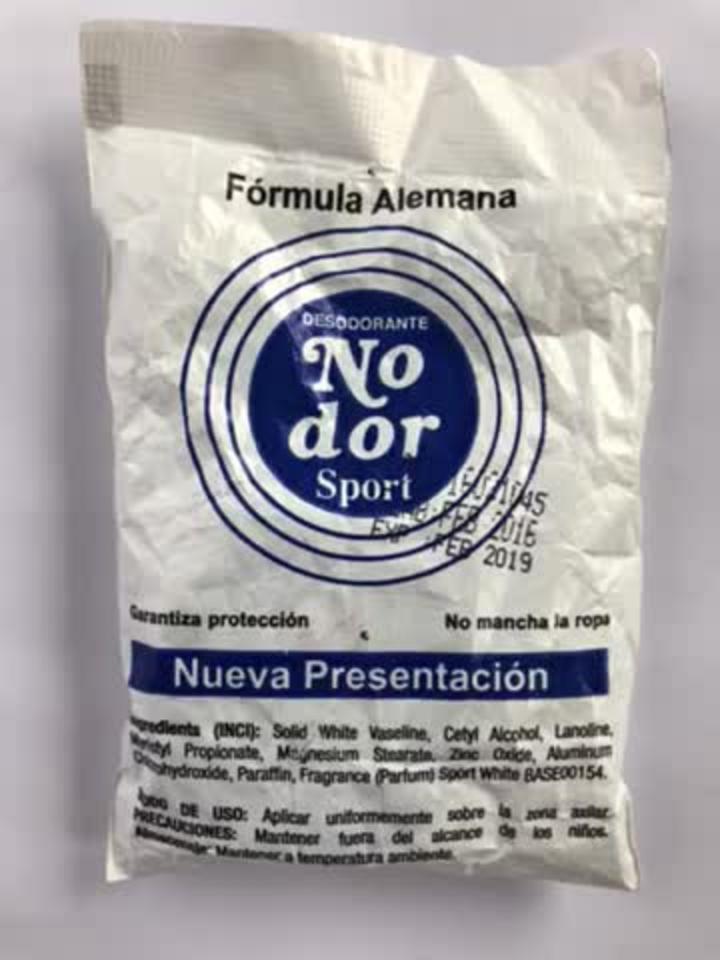 Fórmula Alemana
DESODORANTE
No
dor
Sport
FEB 2016
Exp FEB 2019
Garantiza protección No mancha la ropa
Nueva Presentación
Ingredients (INCI): Solid White Vaseline, Cetyl Alcohol, Lanoline,
Propionate, Magnesium Stearate, Zinc Oxide, Aluminum
Paraffin, Fragrance (Parfum) Sport White BASE00154.
DE USO: Aplicar uniformemente sobre la zona axilar.
PRECAUCIONES: Mantener fuera del alcance de los niños.
Almacenaje: Mantener a temperatura ambiente.